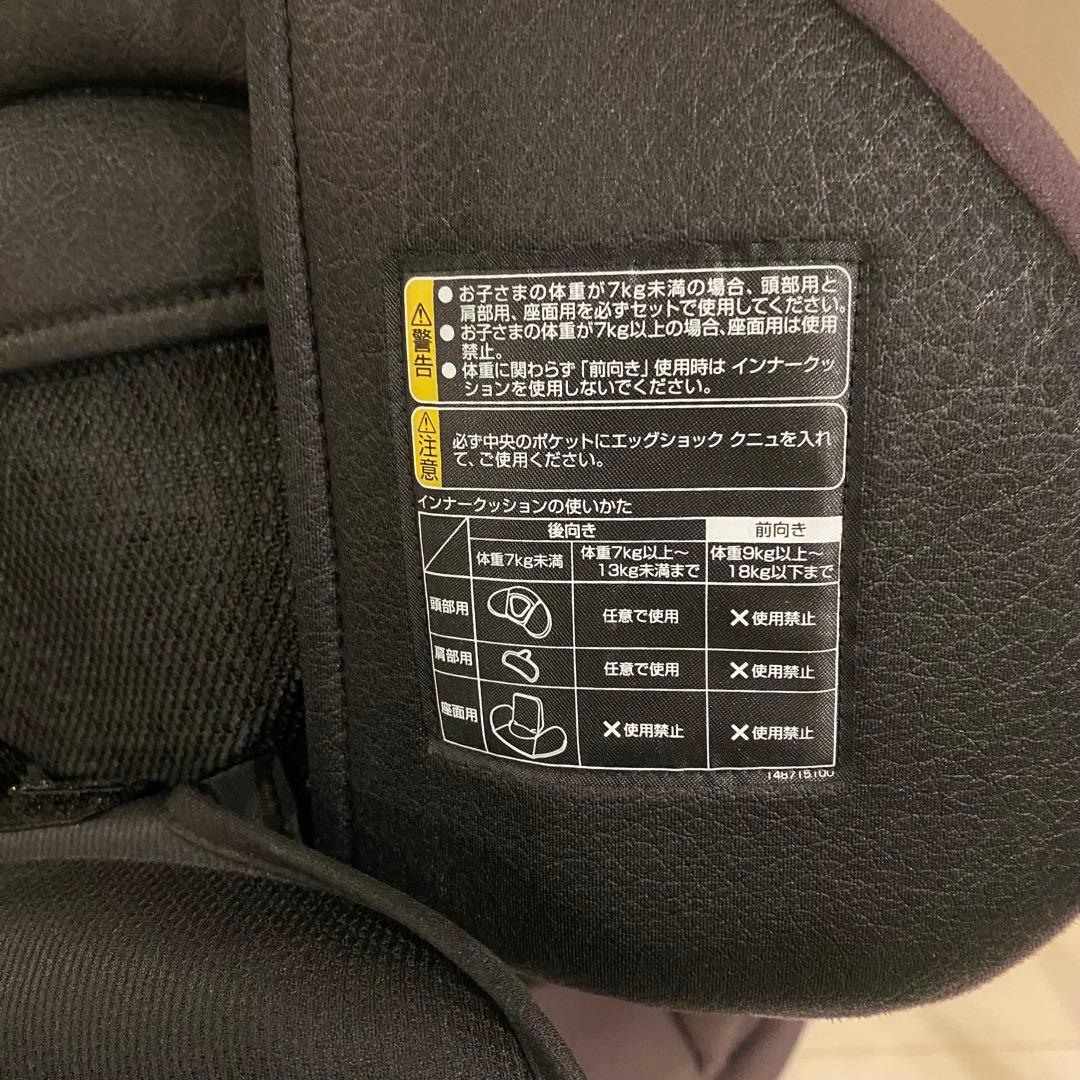 警告
● お子さまの体重が7kg未満の場合、頭部用と
肩部用、座面用を必ずセットで使用してください。
● お子さまの体重が7kg以上の場合、座面用は使用
禁止。
● 体重に関わらず「前向き」使用時は インナークッ
ションを使用しないでください。
注意
必ず中央のポケットにエッグショック クニュを入れ
て、ご使用ください。
インナークッションの使いかた
後向き 前向き
体重7kg未満 体重7kg以上～ 体重9kg以上～
13kg未満まで 18kg以下まで
頭部用 任意で使用 ✕使用禁止
肩部用 任意で使用 ✕使用禁止
座面用 ✕使用禁止 ✕使用禁止
148715100